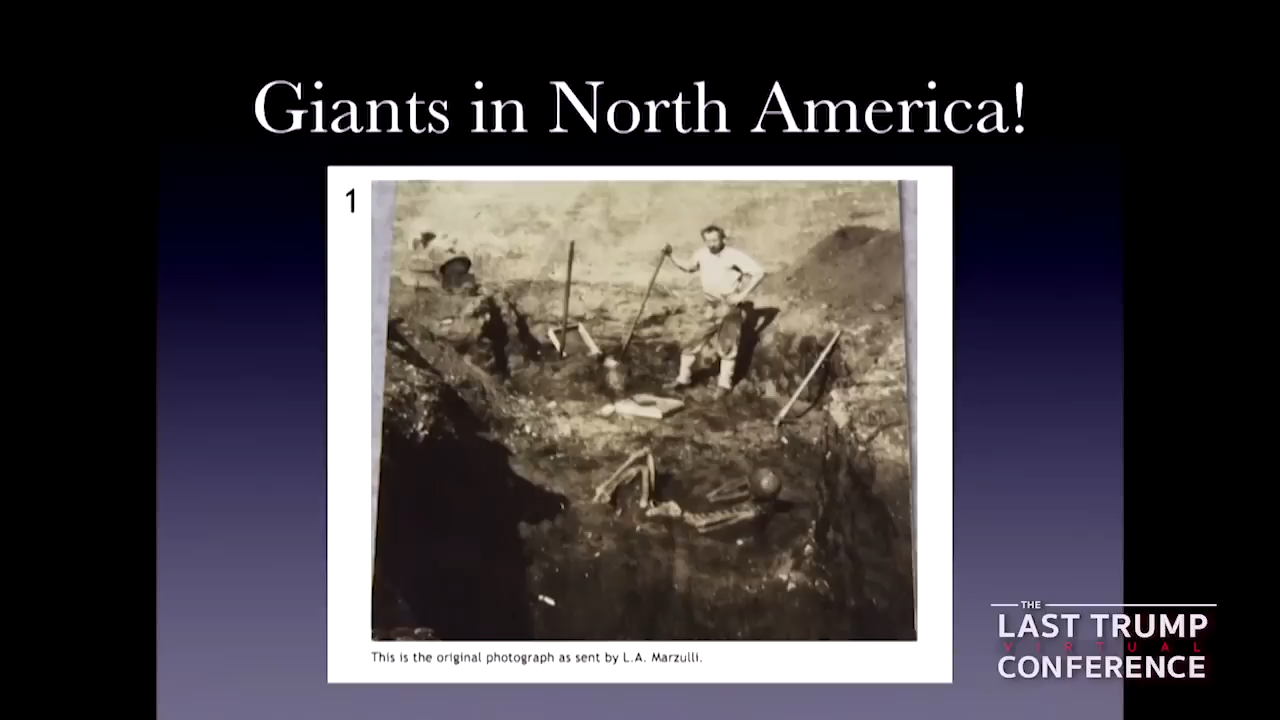 Giants in North America!
1
This is the original photograph as sent by L.A. Marzulli.
THE
LAST TRUMP
VIRTUAL
CONFERENCE